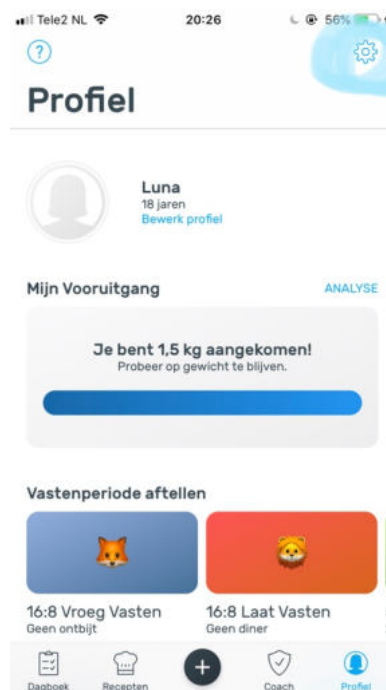 Tele2 NL
20:26
56%
?
Profiel
Luna
18 jaren
Bewerk profiel
Mijn Vooruitgang
ANALYSE
Je bent 1,5 kg aangekomen!
Probeer op gewicht te blijven.
Vastenperiode aftellen
16:8 Vroeg Vasten
Geen ontbijt
16:8 Laat Vasten
Geen diner
Dagboek
Recepten
+
Coach
Profiel